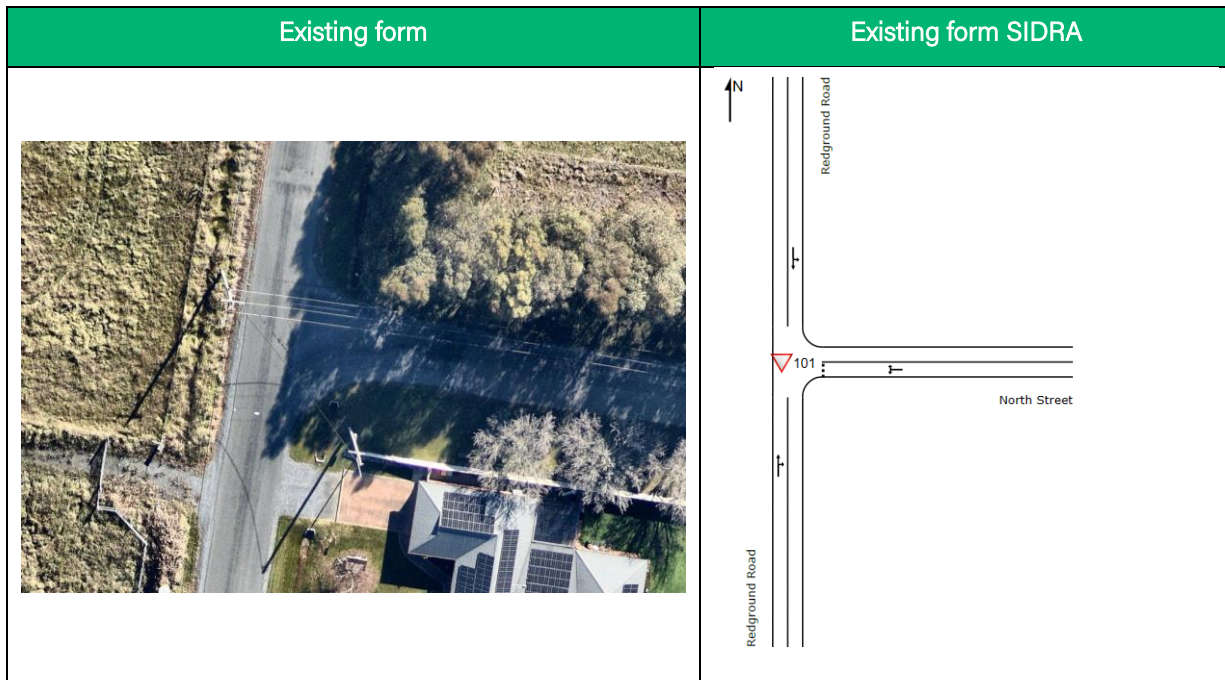 Existing form
Existing form SIDRA
N
Redground Road
101
North Street
Redground Road